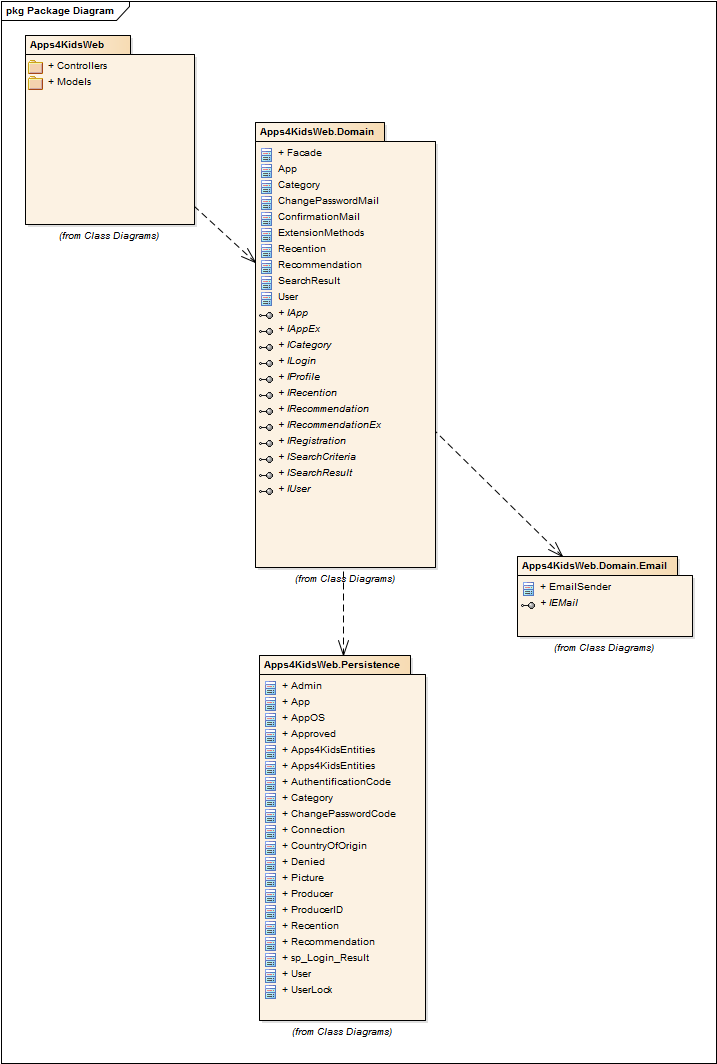 pkg Package Diagram
Apps4KidsWeb
+ Controllers
+ Models
(from Class Diagrams)
Apps4KidsWeb.Domain
+ Facade
App
Category
ChangePasswordMail
ConfirmationMail
ExtensionMethods
Recention
Recommendation
SearchResult
User
+ IApp
+ IAppEx
+ ICategory
+ ILogin
+ IProfile
+ IRecention
+ IRecommendation
+ IRecommendationEx
+ IRegistration
+ ISearchCriteria
+ ISearchResult
+ IUser
(from Class Diagrams)
Apps4KidsWeb.Domain.Email
+ EmailSender
+ IEMail
(from Class Diagrams)
Apps4KidsWeb.Persistence
+ Admin
+ App
+ AppOS
+ Approved
+ Apps4KidsEntities
+ Apps4KidsEntities
+ AuthentificationCode
+ Category
+ ChangePasswordCode
+ Connection
+ CountryOfOrigin
+ Denied
+ Picture
+ Producer
+ ProducerID
+ Recention
+ Recommendation
+ sp_Login_Result
+ User
+ UserLock
(from Class Diagrams)